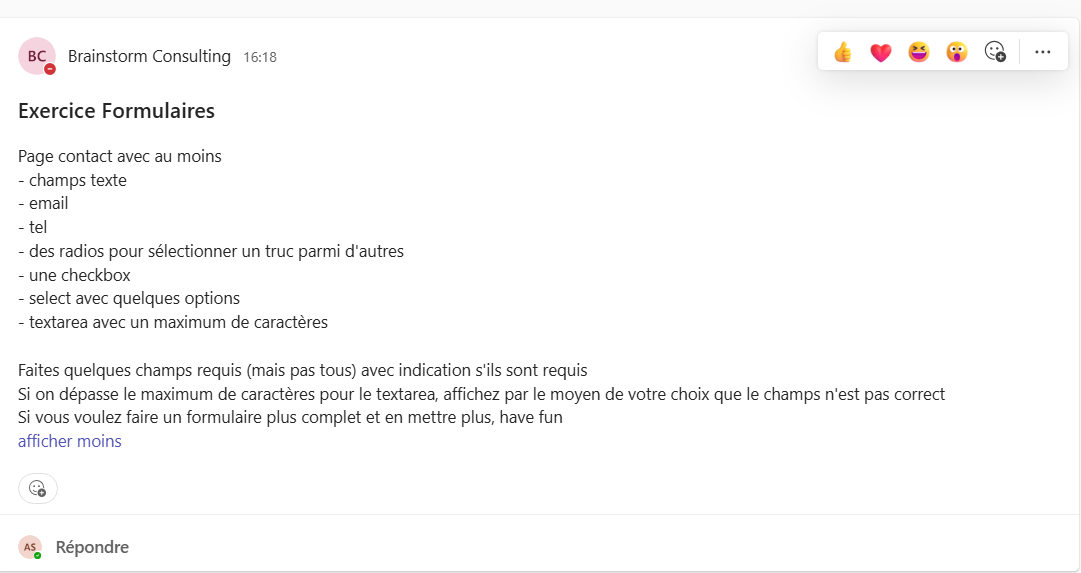 BC Brainstorm Consulting 16:18
Exercice Formulaires
Page contact avec au moins
- champs texte
- email
- tel
- des radios pour sélectionner un truc parmi d'autres
- une checkbox
- select avec quelques options
- textarea avec un maximum de caractères
Faites quelques champs requis (mais pas tous) avec indication s'ils sont requis
Si on dépasse le maximum de caractères pour le textarea, affichez par le moyen de votre choix que le champs n'est pas correct
Si vous voulez faire un formulaire plus complet et en mettre plus, have fun
afficher moins
AS Répondre